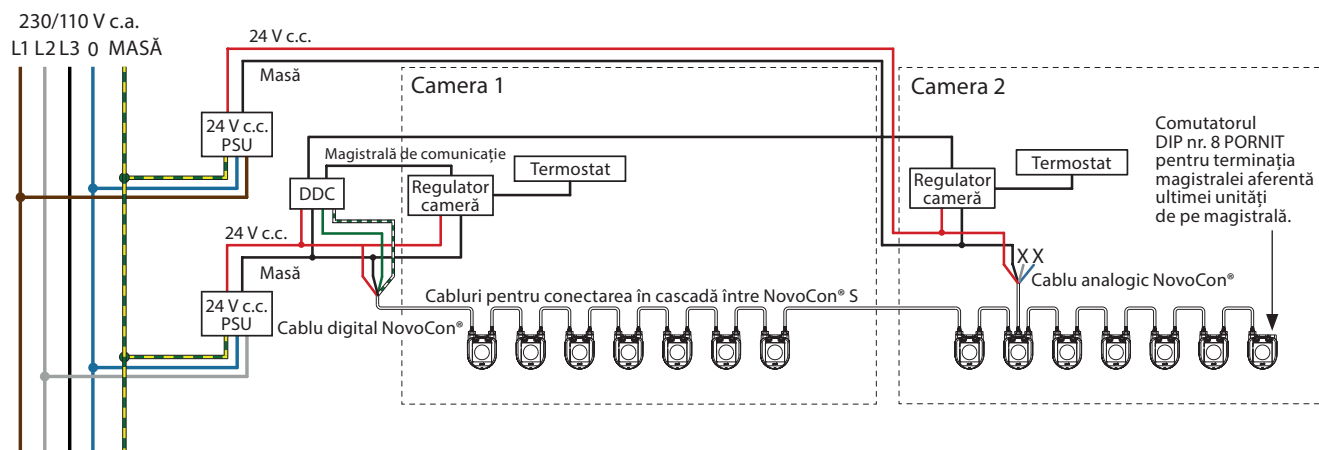 230/110 V c.a.
L1 L2 L3 0 MASĂ
24 V c.c.
Masă
24 V c.c.
PSU
Camera 1
Camera 2
Magistrală de comunicație
Termostat
DDC
Regulator
cameră
Termostat
Regulator
cameră
Comutatorul
DIP nr. 8 PORNIT
pentru terminația
magistralei aferentă
ultimei unități
de pe magistrală.
24 V c.c.
Masă
24 V c.c.
PSU
Cablu digital NovoCon®
Cabluri pentru conectarea în cascadă între NovoCon® S
X X
Cablu analogic NovoCon®